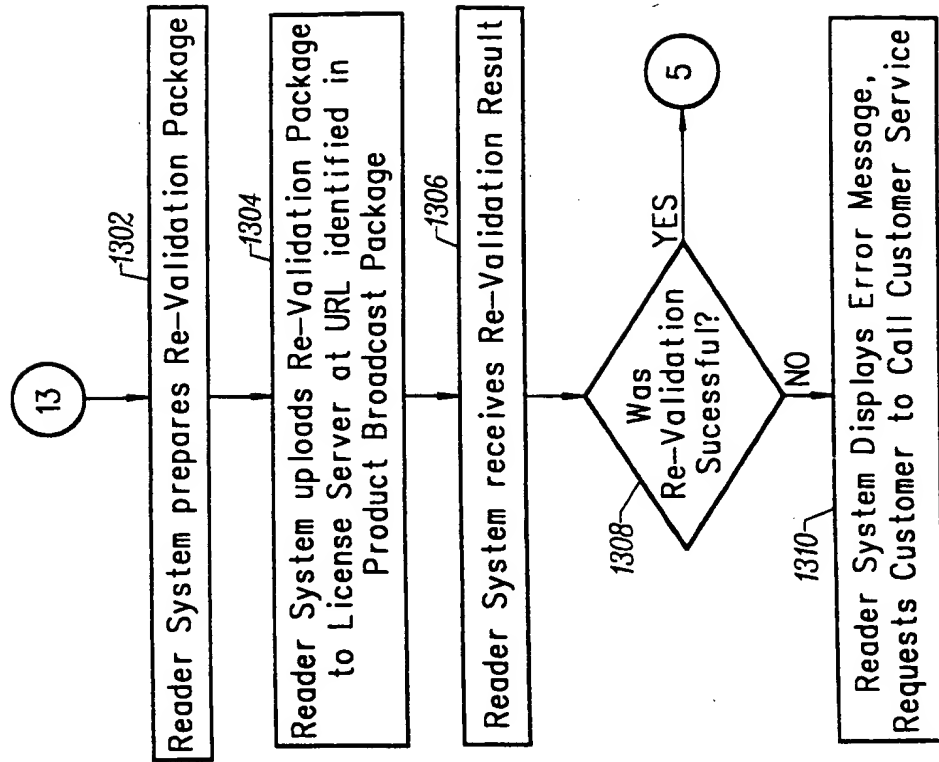 13
1302
Reader System prepares Re-Validation Package
1304
Reader System uploads Re-Validation Package
to License Server at URL identified in
Product Broadcast Package
1306
Reader System receives Re-Validation Result
1308
Was
Re-Validation
Sucessful?
YES
5
NO
1310
Reader System Displays Error Message,
Requests Customer to Call Customer Service